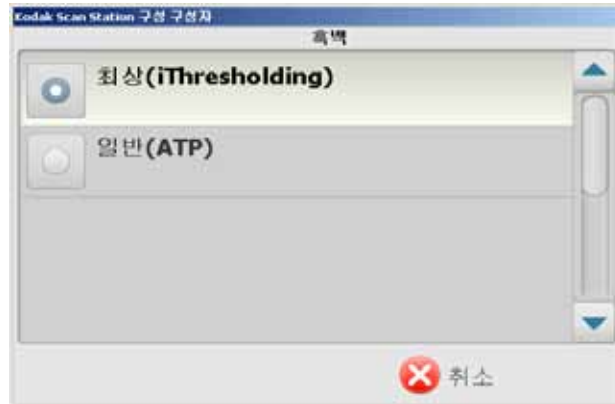 Kodak Scan Station 구성 구성자
흑백
최상(iThresholding)
일반(ATP)
취소